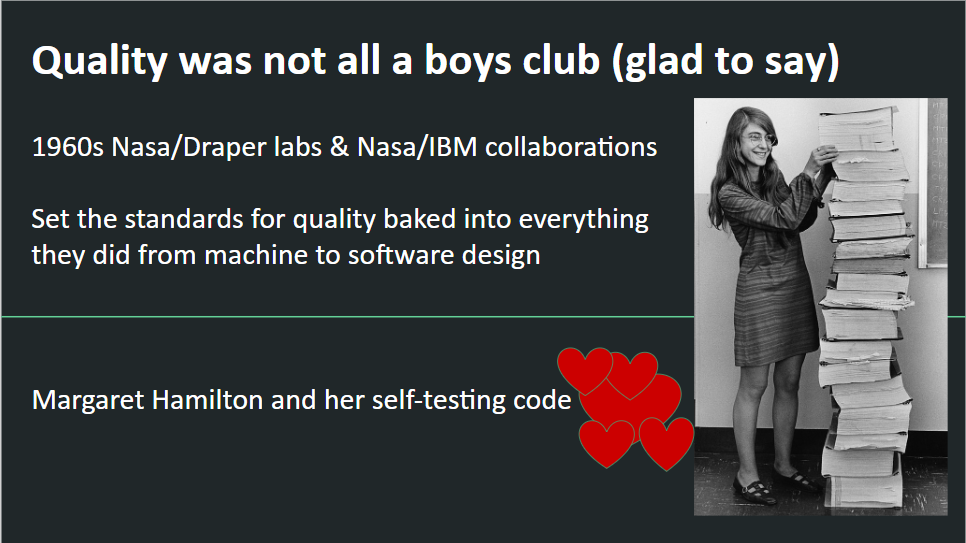 Quality was not all a boys club (glad to say)
1960s Nasa/Draper labs & Nasa/IBM collaborations
Set the standards for quality baked into everything
they did from machine to software design
Margaret Hamilton and her self-testing code